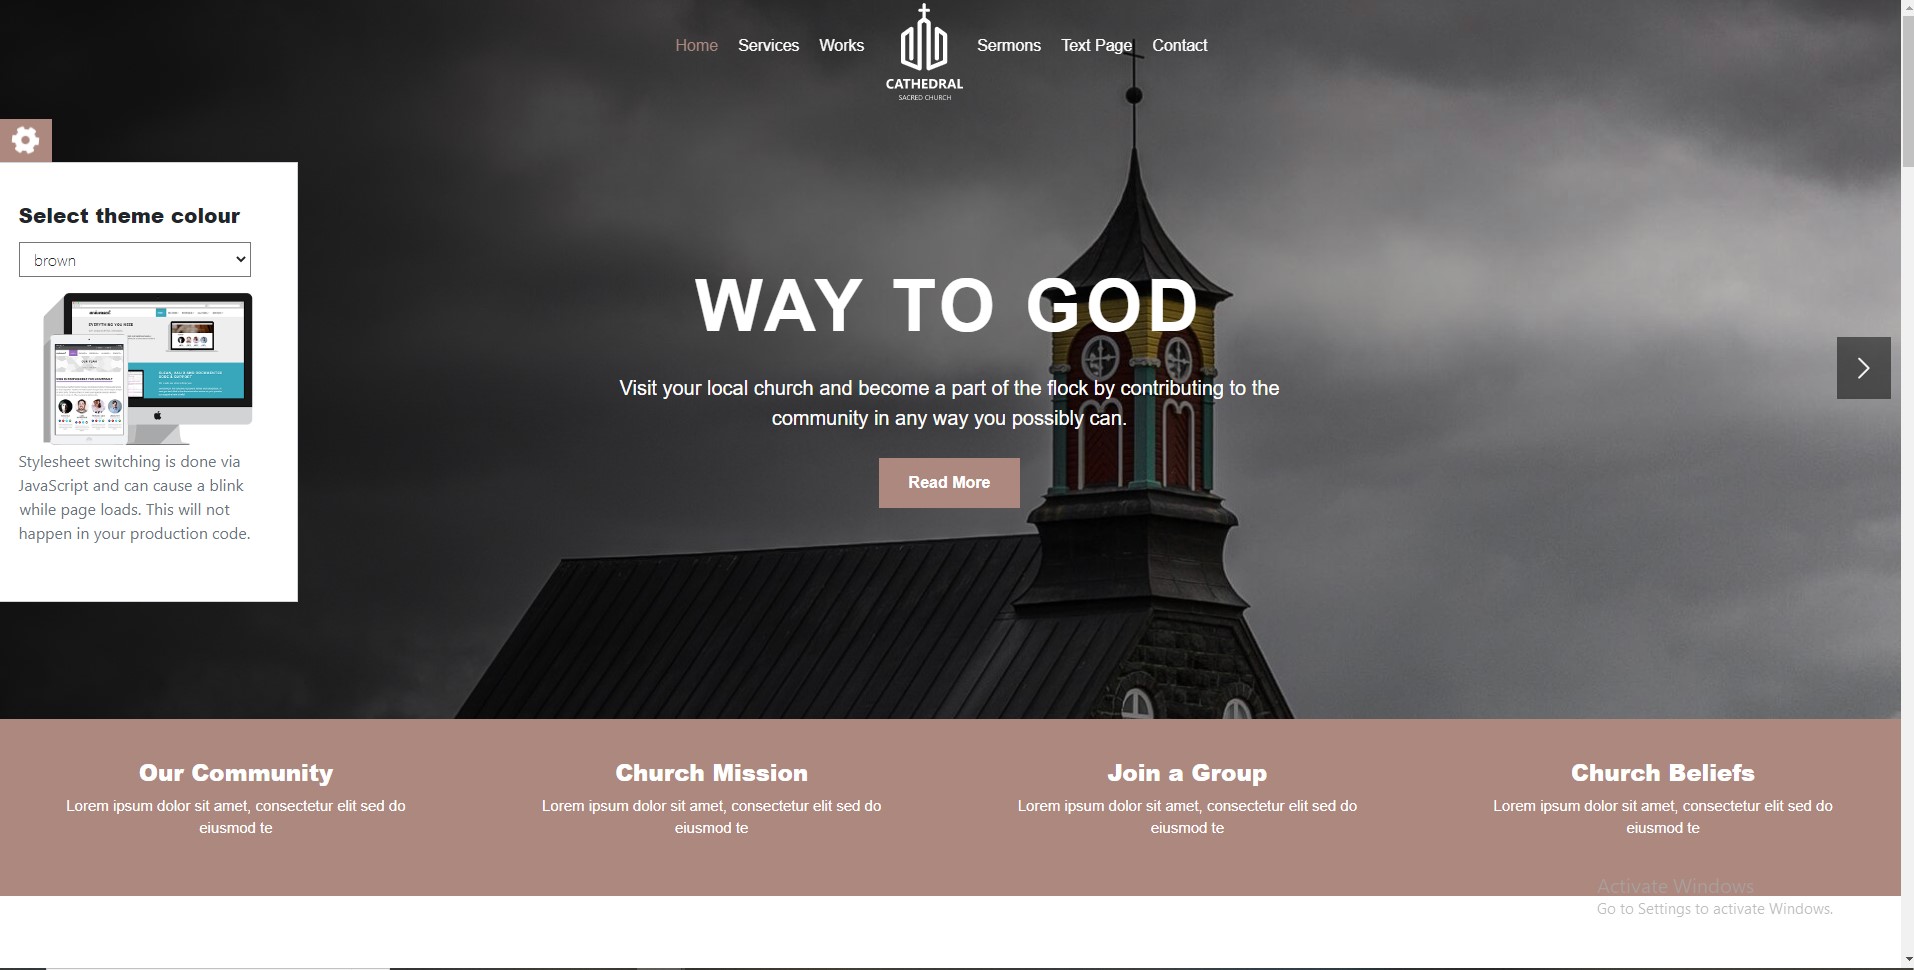 Home
Services
Works
CATHEDRAL
SACRED CHURCH
Sermons
Text Page
Contact
Select theme colour
brown
EVERYTHING YOU NEED
Stylesheet switching is done via
JavaScript and can cause a blink
while page loads. This will not
happen in your production code.
WAY TO GOD
Visit your local church and become a part of the flock by contributing to the
community in any way you possibly can.
Read More
Our Community
Lorem ipsum dolor sit amet, consectetur elit sed do
eiusmod te
Church Mission
Lorem ipsum dolor sit amet, consectetur elit sed do
eiusmod te
Join a Group
Lorem ipsum dolor sit amet, consectetur elit sed do
eiusmod te
Church Beliefs
Lorem ipsum dolor sit amet, consectetur elit sed do
eiusmod te
Activate Windows
Go to Settings to activate Windows.